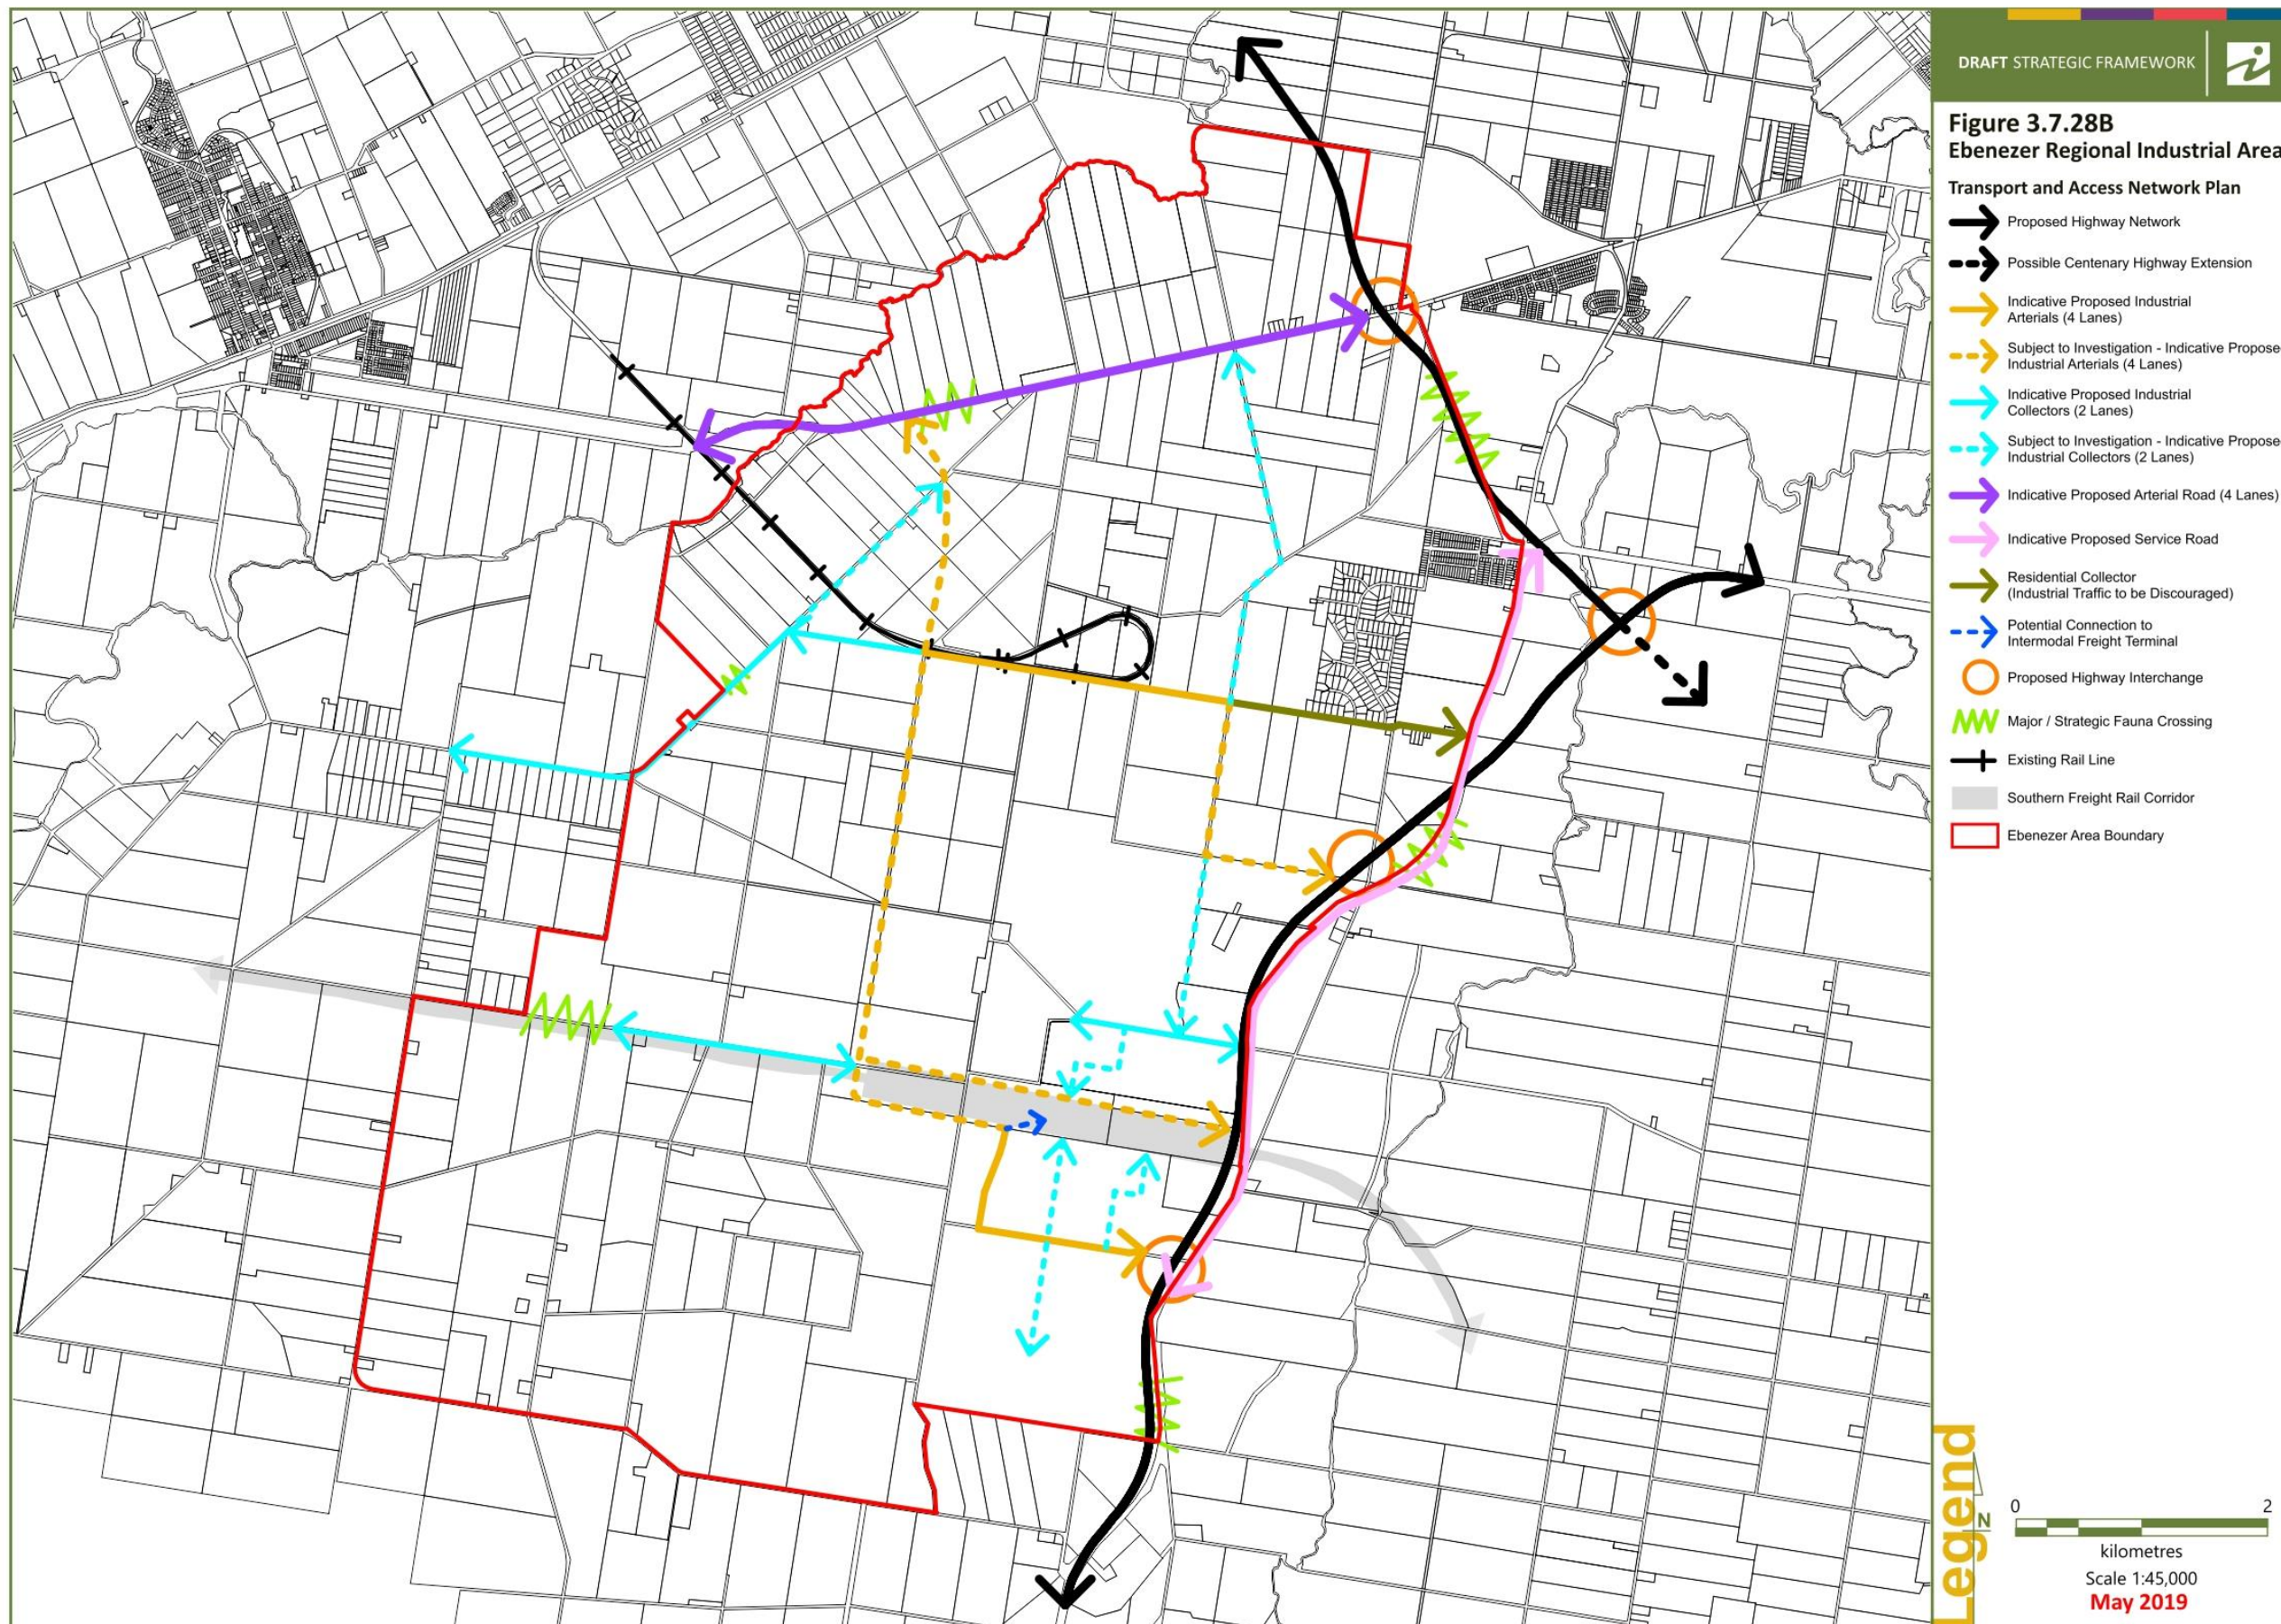 DRAFT STRATEGIC FRAMEWORK
Figure 3.7.28B
Ebenezer Regional Industrial Area
Transport and Access Network Plan
Proposed Highway Network
Possible Centenary Highway Extension
Indicative Proposed Industrial
Arterials (4 Lanes)
Subject to Investigation - Indicative Propose
Industrial Arterials (4 Lanes)
Indicative Proposed Industrial
Collectors (2 Lanes)
Subject to Investigation - Indicative Propose
Industrial Collectors (2 Lanes)
Indicative Proposed Arterial Road (4 Lanes)
Indicative Proposed Service Road
Residential Collector
(Industrial Traffic to be Discouraged)
Potential Connection to
Intermodal Freight Terminal
Proposed Highway Interchange
Major / Strategic Fauna Crossing
Existing Rail Line
Southern Freight Rail Corridor
Ebenezer Area Boundary
Legend
N
0 2
kilometres
Scale 1:45,000
May 2019